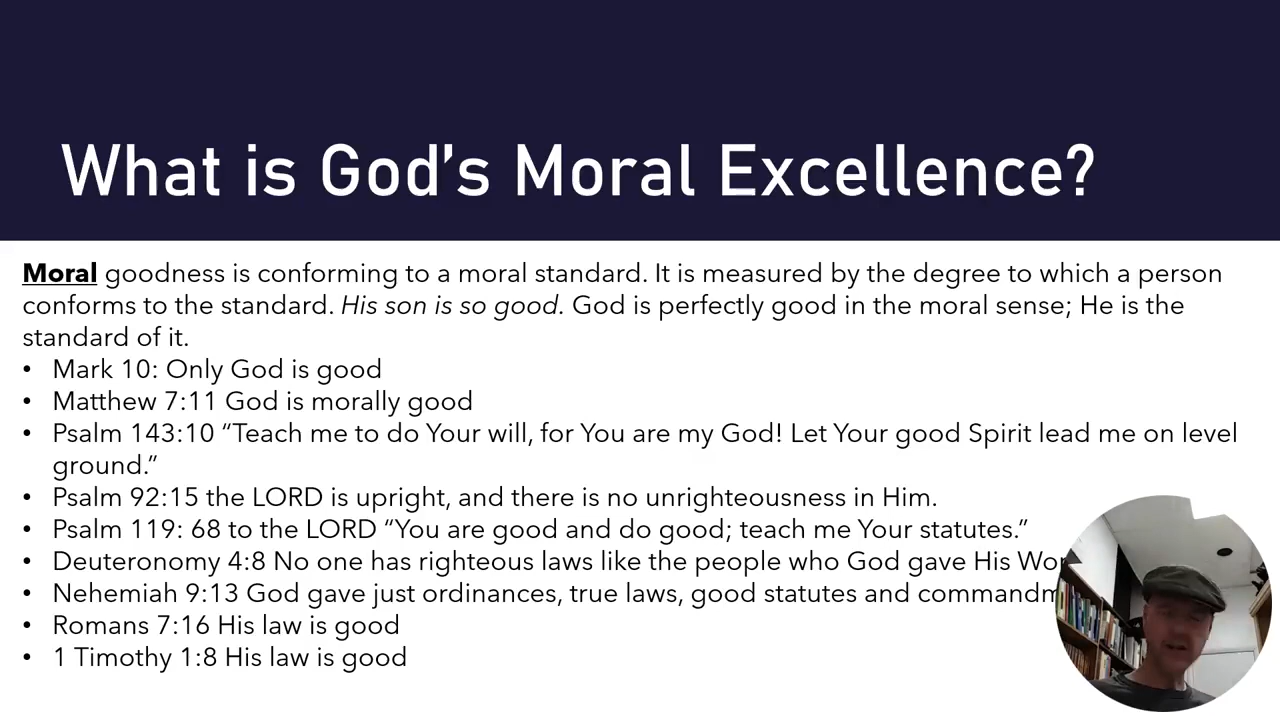 What is God's Moral Excellence?
Moral goodness is conforming to a moral standard. It is measured by the degree to which a person
conforms to the standard. His son is so good. God is perfectly good in the moral sense; He is the
standard of it.
• Mark 10: Only God is good
• Matthew 7:11 God is morally good
• Psalm 143:10 “Teach me to do Your will, for You are my God! Let Your good Spirit lead me on level
ground.”
• Psalm 92:15 the LORD is upright, and there is no unrighteousness in Him.
• Psalm 119: 68 to the LORD “You are good and do good; teach me Your statutes.”
• Deuteronomy 4:8 No one has righteous laws like the people who God gave His
• Nehemiah 9:13 God gave just ordinances, true laws, good statutes and
• Romans 7:16 His law is good
• 1 Timothy 1:8 His law is good